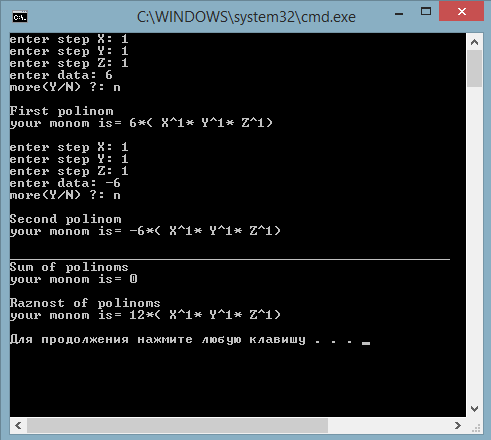 C:\WINDOWS\system32\cmd.exe
enter step X: 1
enter step Y: 1
enter step Z: 1
enter data: 6
more(Y/N) ?: n
First polinom
your monom is= 6*( X^1* Y^1* Z^1)
enter step X: 1
enter step Y: 1
enter step Z: 1
enter data: -6
more(Y/N) ?: n
Second polinom
your monom is= -6*( X^1* Y^1* Z^1)
Sum of polinoms
your monom is= 0
Raznost of polinoms
your monom is= 12*( X^1* Y^1* Z^1)
Для продолжения нажмите любую клавишу . . .